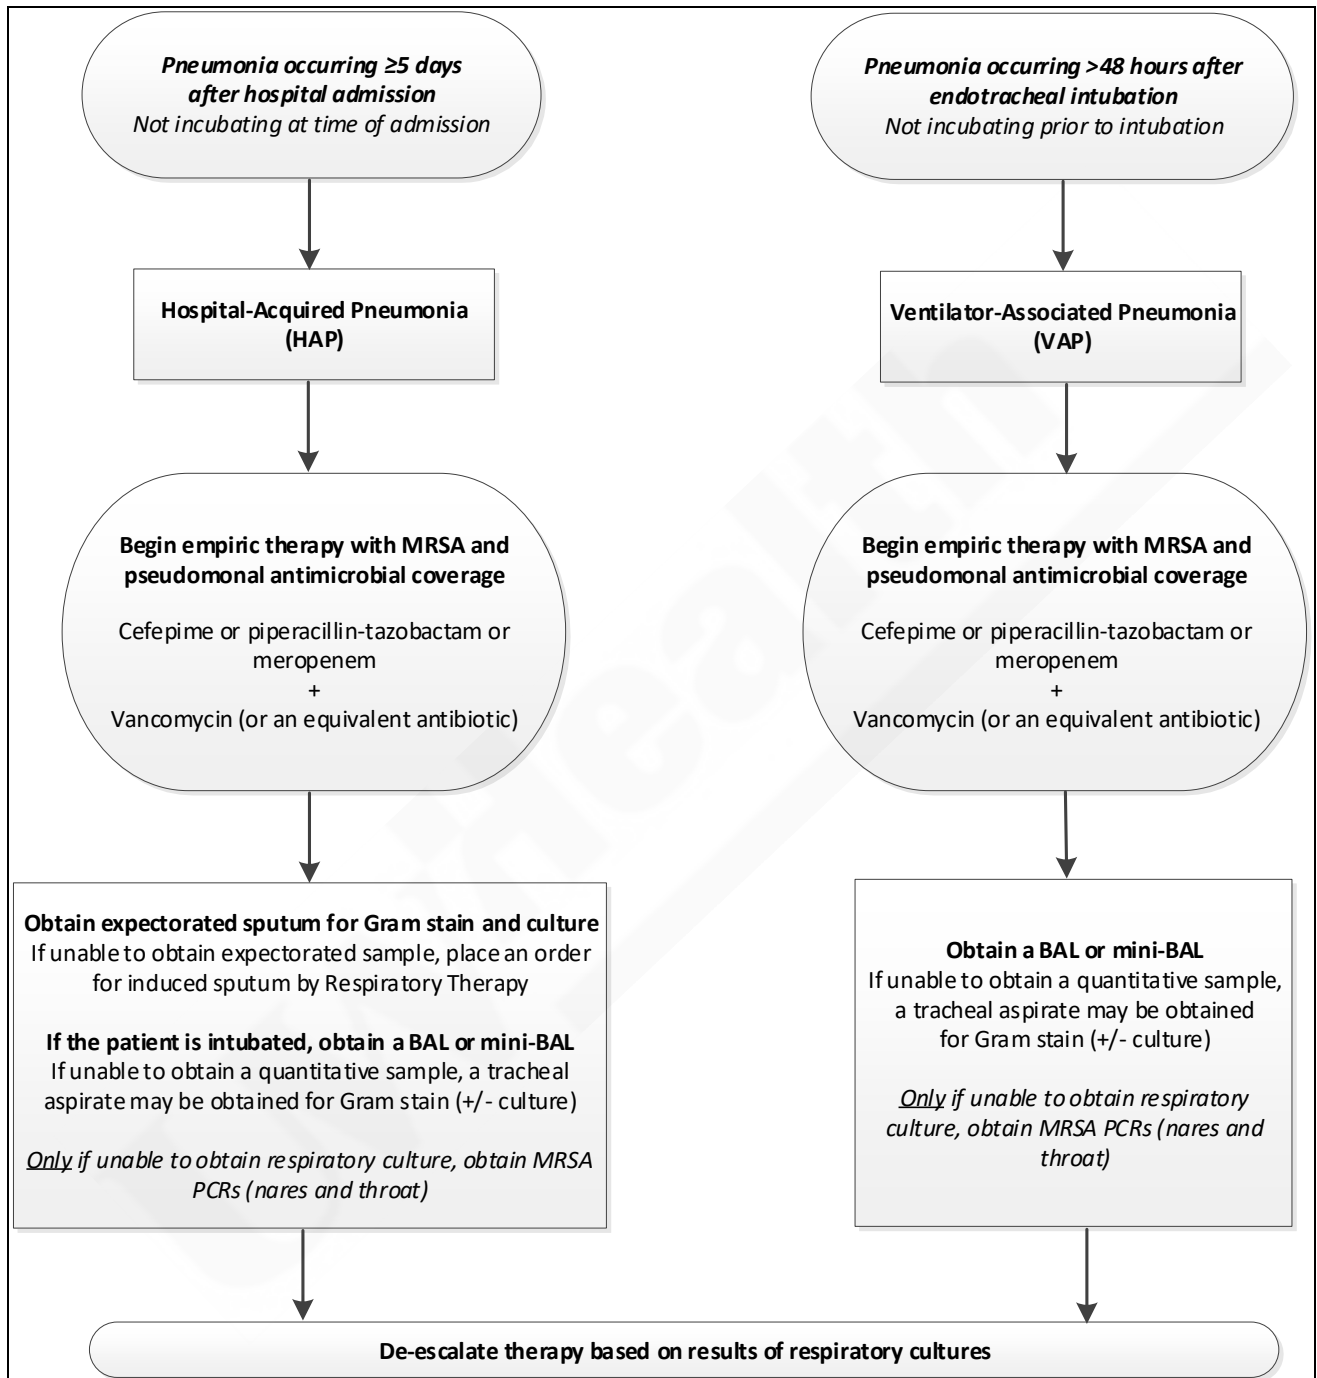 Pneumonia occurring ≥5 days
after hospital admission
Not incubating at time of admission
Hospital-Acquired Pneumonia
(HAP)
Begin empiric therapy with MRSA and
pseudomonal antimicrobial coverage
Cefepime or piperacillin-tazobactam or
meropenem
+
Vancomycin (or an equivalent antibiotic)
Obtain expectorated sputum for Gram stain and culture
If unable to obtain expectorated sample, place an order
for induced sputum by Respiratory Therapy
If the patient is intubated, obtain a BAL or mini-BAL
If unable to obtain a quantitative sample, a tracheal
aspirate may be obtained for Gram stain (+/- culture)
Only if unable to obtain respiratory culture, obtain MRSA
PCRs (nares and throat)
Pneumonia occurring >48 hours after
endotracheal intubation
Not incubating prior to intubation
Ventilator-Associated Pneumonia
(VAP)
Begin empiric therapy with MRSA and
pseudomonal antimicrobial coverage
Cefepime or piperacillin-tazobactam or
meropenem
+
Vancomycin (or an equivalent antibiotic)
Obtain a BAL or mini-BAL
If unable to obtain a quantitative sample,
a tracheal aspirate may be obtained
for Gram stain (+/- culture)
Only if unable to obtain respiratory
culture, obtain MRSA PCRs (nares and
throat)
De-escalate therapy based on results of respiratory cultures
UWHealth